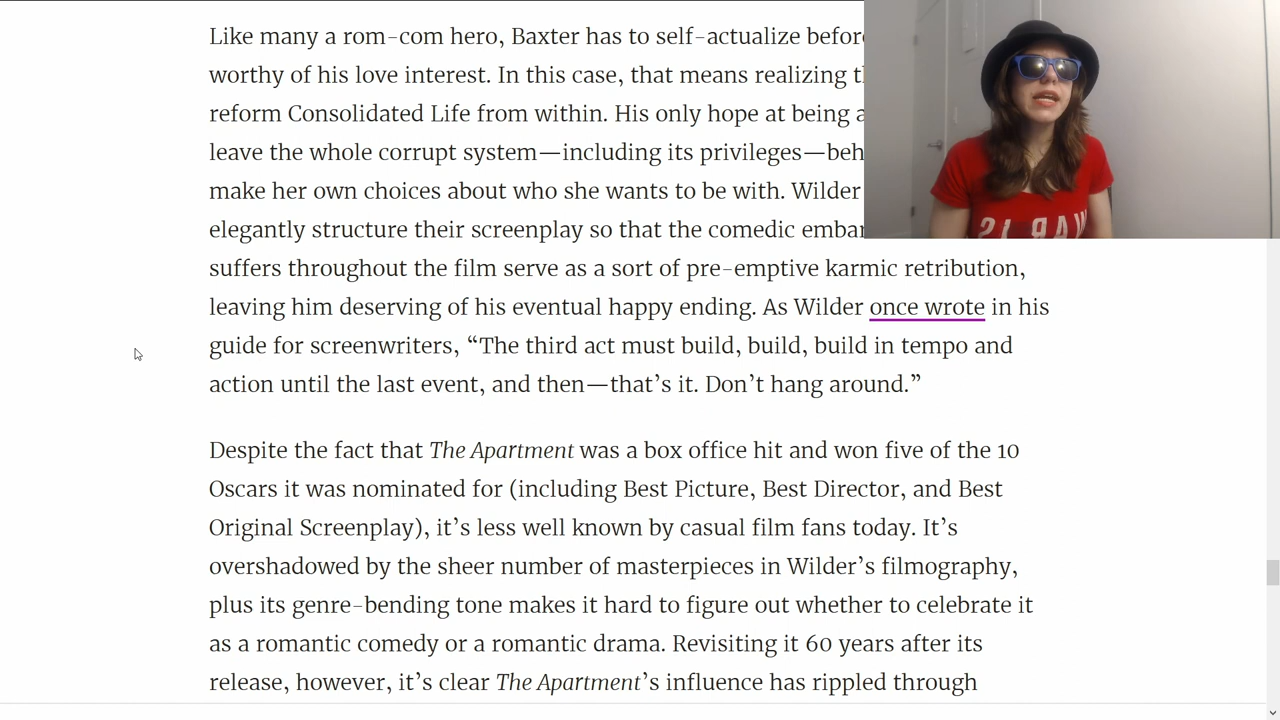 Like many a rom-com hero, Baxter has to self-actualize before
worthy of his love interest. In this case, that means realizing
reform Consolidated Life from within. His only hope at being
leave the whole corrupt system—including its privileges—
make her own choices about who she wants to be with. Wilder
elegantly structure their screenplay so that the comedic
suffers throughout the film serve as a sort of pre-emptive karmic retribution,
leaving him deserving of his eventual happy ending. As Wilder once wrote in his
guide for screenwriters, “The third act must build, build, build in tempo and
action until the last event, and then—that’s it. Don’t hang around.”
Despite the fact that The Apartment was a box office hit and won five of the 10
Oscars it was nominated for (including Best Picture, Best Director, and Best
Original Screenplay), it’s less well known by casual film fans today. It’s
overshadowed by the sheer number of masterpieces in Wilder’s filmography,
plus its genre-bending tone makes it hard to figure out whether to celebrate it
as a romantic comedy or a romantic drama. Revisiting it 60 years after its
release, however, it’s clear The Apartment’s influence has rippled through